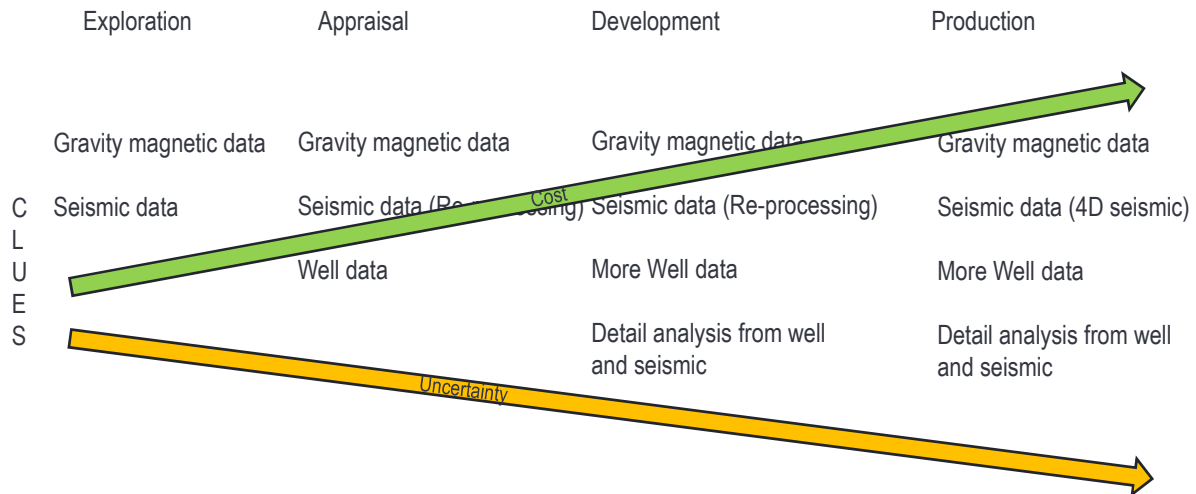 Exploration
Appraisal
Development
Production
Gravity magnetic data
Gravity magnetic data
Gravity magnetic data
Gravity magnetic data
C
L
U
E
S
Seismic data
Seismic data (Re-processing)
Seismic data (Re-processing)
Seismic data (4D seismic)
Cost
Well data
More Well data
More Well data
Detail analysis from well
and seismic
Detail analysis from well
and seismic
Uncertainty